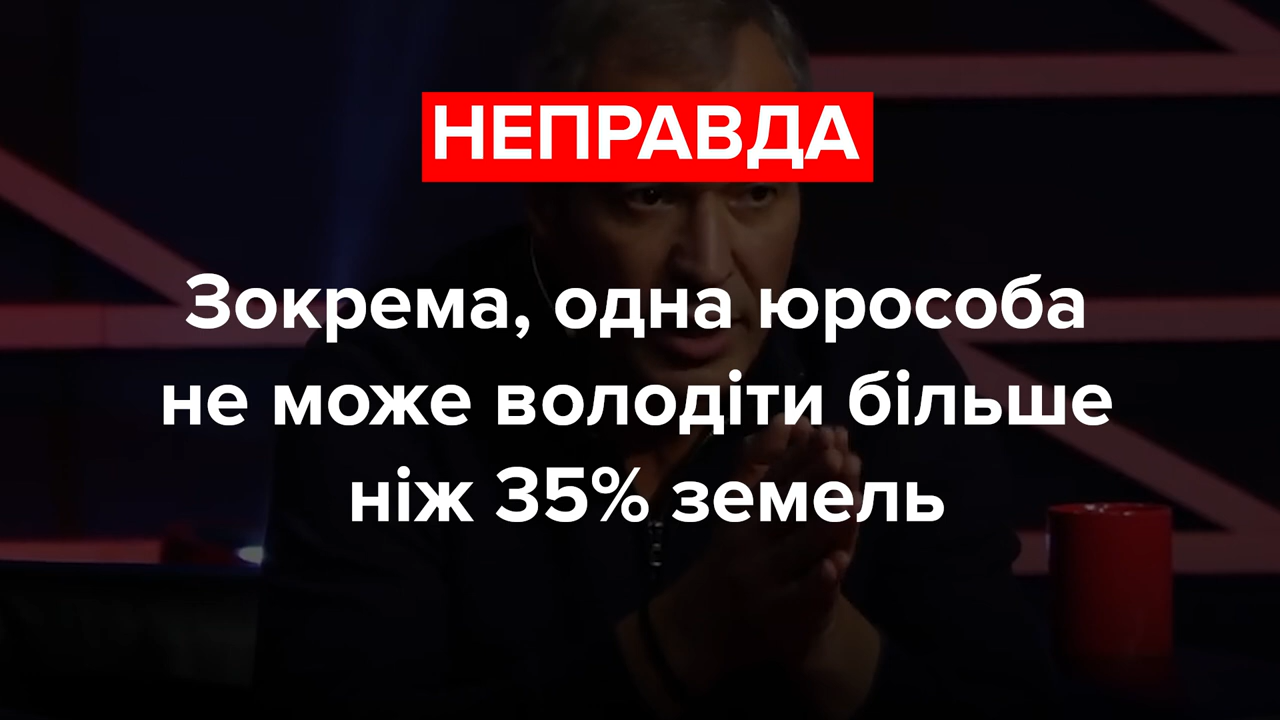 НЕПРАВДА
Зокрема, одна юрособа
не може володіти більше
ніж 35% земель